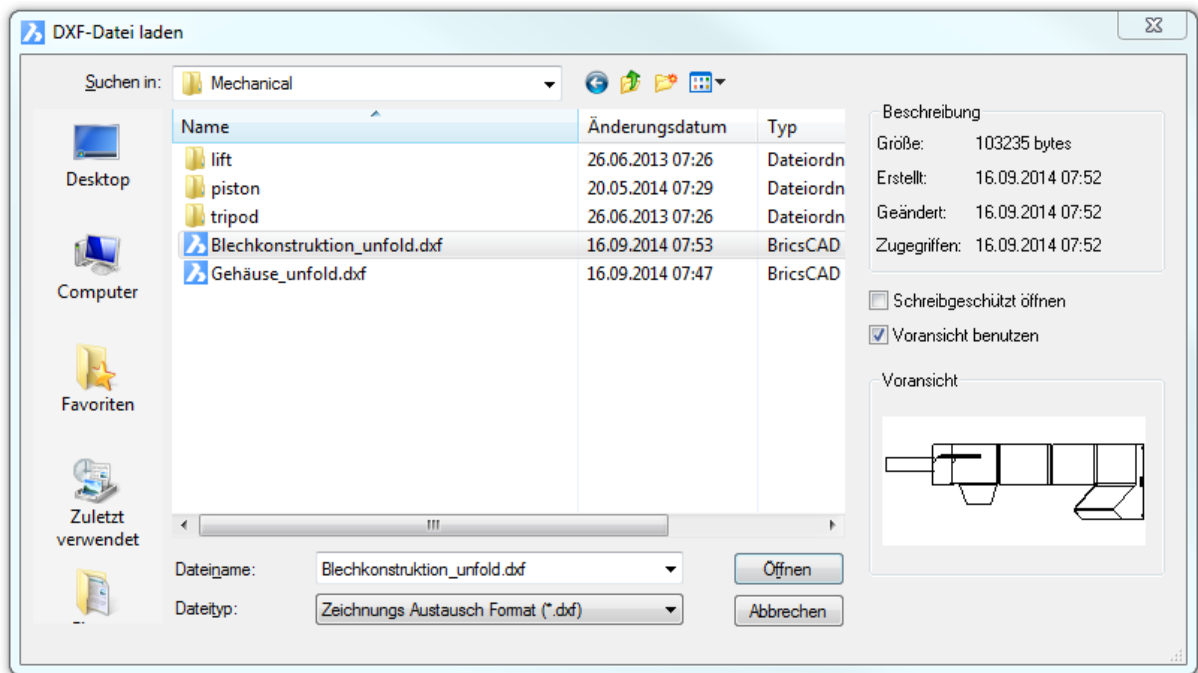 DXF-Datei laden
Suchen in: Mechanical
Name Änderungsdatum Typ
lift 26.06.2013 07:26 Dateiordn
piston 20.05.2014 07:29 Dateiordn
tripod 26.06.2013 07:26 Dateiordn
Blechkonstruktion_unfold.dxf 16.09.2014 07:53 BricsCAD
Gehäuse_unfold.dxf 16.09.2014 07:47 BricsCAD
Desktop
Computer
Favoriten
Zuletzt
verwendet
Dateiname: Blechkonstruktion_unfold.dxf Öffnen
Dateityp: Zeichnungs Austausch Format (*.dxf) Abbrechen
Beschreibung
Größe: 103235 bytes
Erstellt: 16.09.2014 07:52
Geändert: 16.09.2014 07:52
Zugegriffen: 16.09.2014 07:52
Schreibgeschützt öffnen
Voransicht benutzen
Voransicht